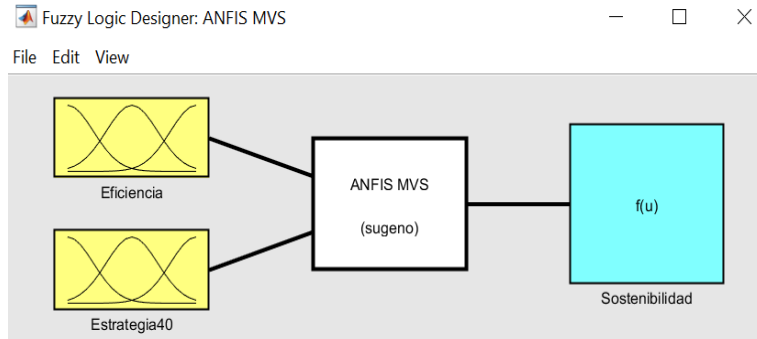 Fuzzy Logic Designer: ANFIS MVS
File Edit View
Eficiencia
Estrategia40
ANFIS MVS
(sugeno)
f(u)
Sostenibilidad